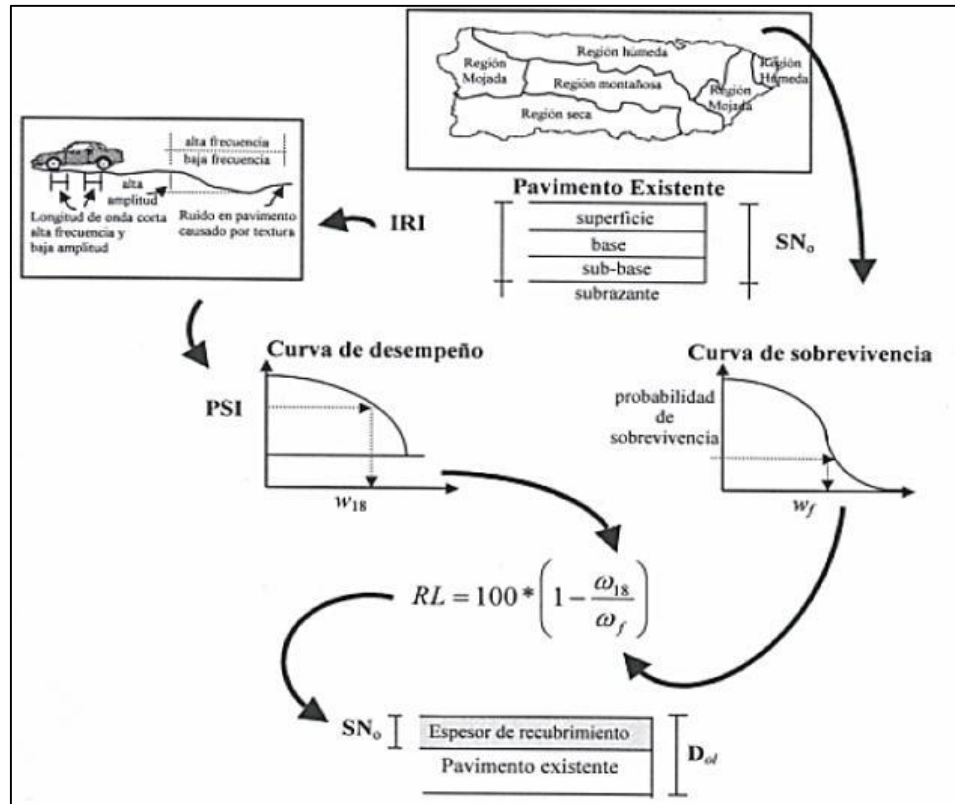 Región húmeda
Región
Mojada
Región montañosa
Región
Mojada
Región
Húmeda
Región seca
alta frecuencia
baja frecuencia
alta
amplitud
Longitud de onda corta
alta frecuencia y
baja amplitud
Ruido en pavimento
causado por textura
IRI
Pavimento Existente
superficie
base
sub-base
subrazante
SNo
Curva de desempeño
PSI
w18
Curva de sobrevivencia
probabilidad
de
sobrevivencia
wf
RL = 100 * (1 - ω18/ωf)
SNo
Espesor de recubrimiento
Pavimento existente
Dol